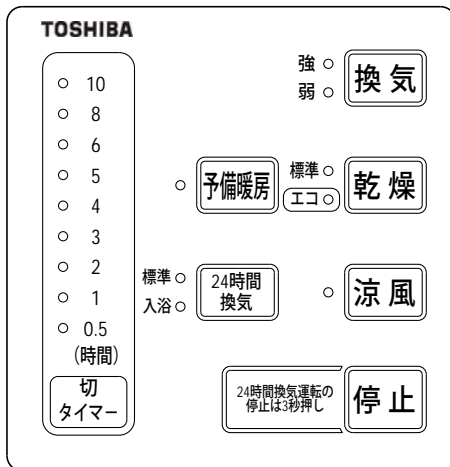 TOSHIBA
10
8
6
5
4
3
2
1
0.5
(時間)
切
タイマー
強
弱
換気
予備暖房
標準
エコ
乾燥
標準
入浴
24時間
換気
涼風
24時間換気運転の
停止は3秒押し
停止